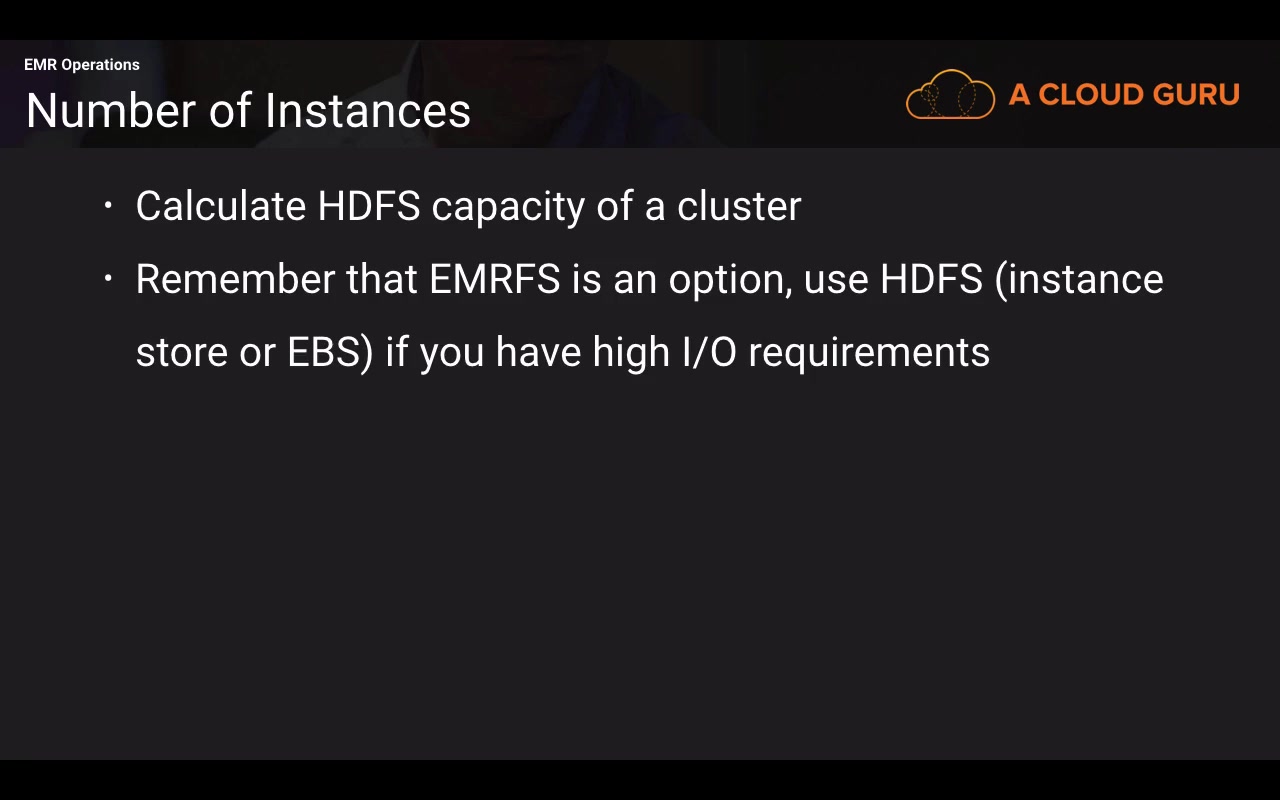 EMR Operations
Number of Instances
A CLOUD GURU
· Calculate HDFS capacity of a cluster
· Remember that EMRFS is an option, use HDFS (instance
store or EBS) if you have high I/O requirements